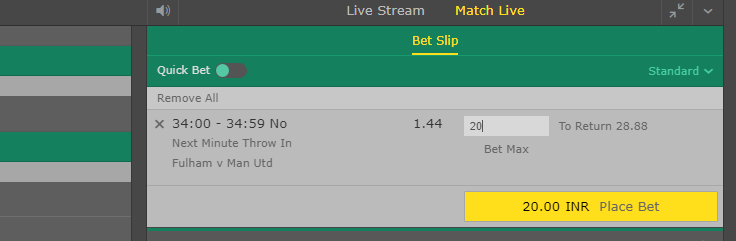 Live Stream Match Live
Bet Slip
Quick Bet Standard
Remove All
34:00 - 34:59 No 1.44 20 To Return 28.88
Next Minute Throw In Bet Max
Fulham v Man Utd
20.00 INR Place Bet